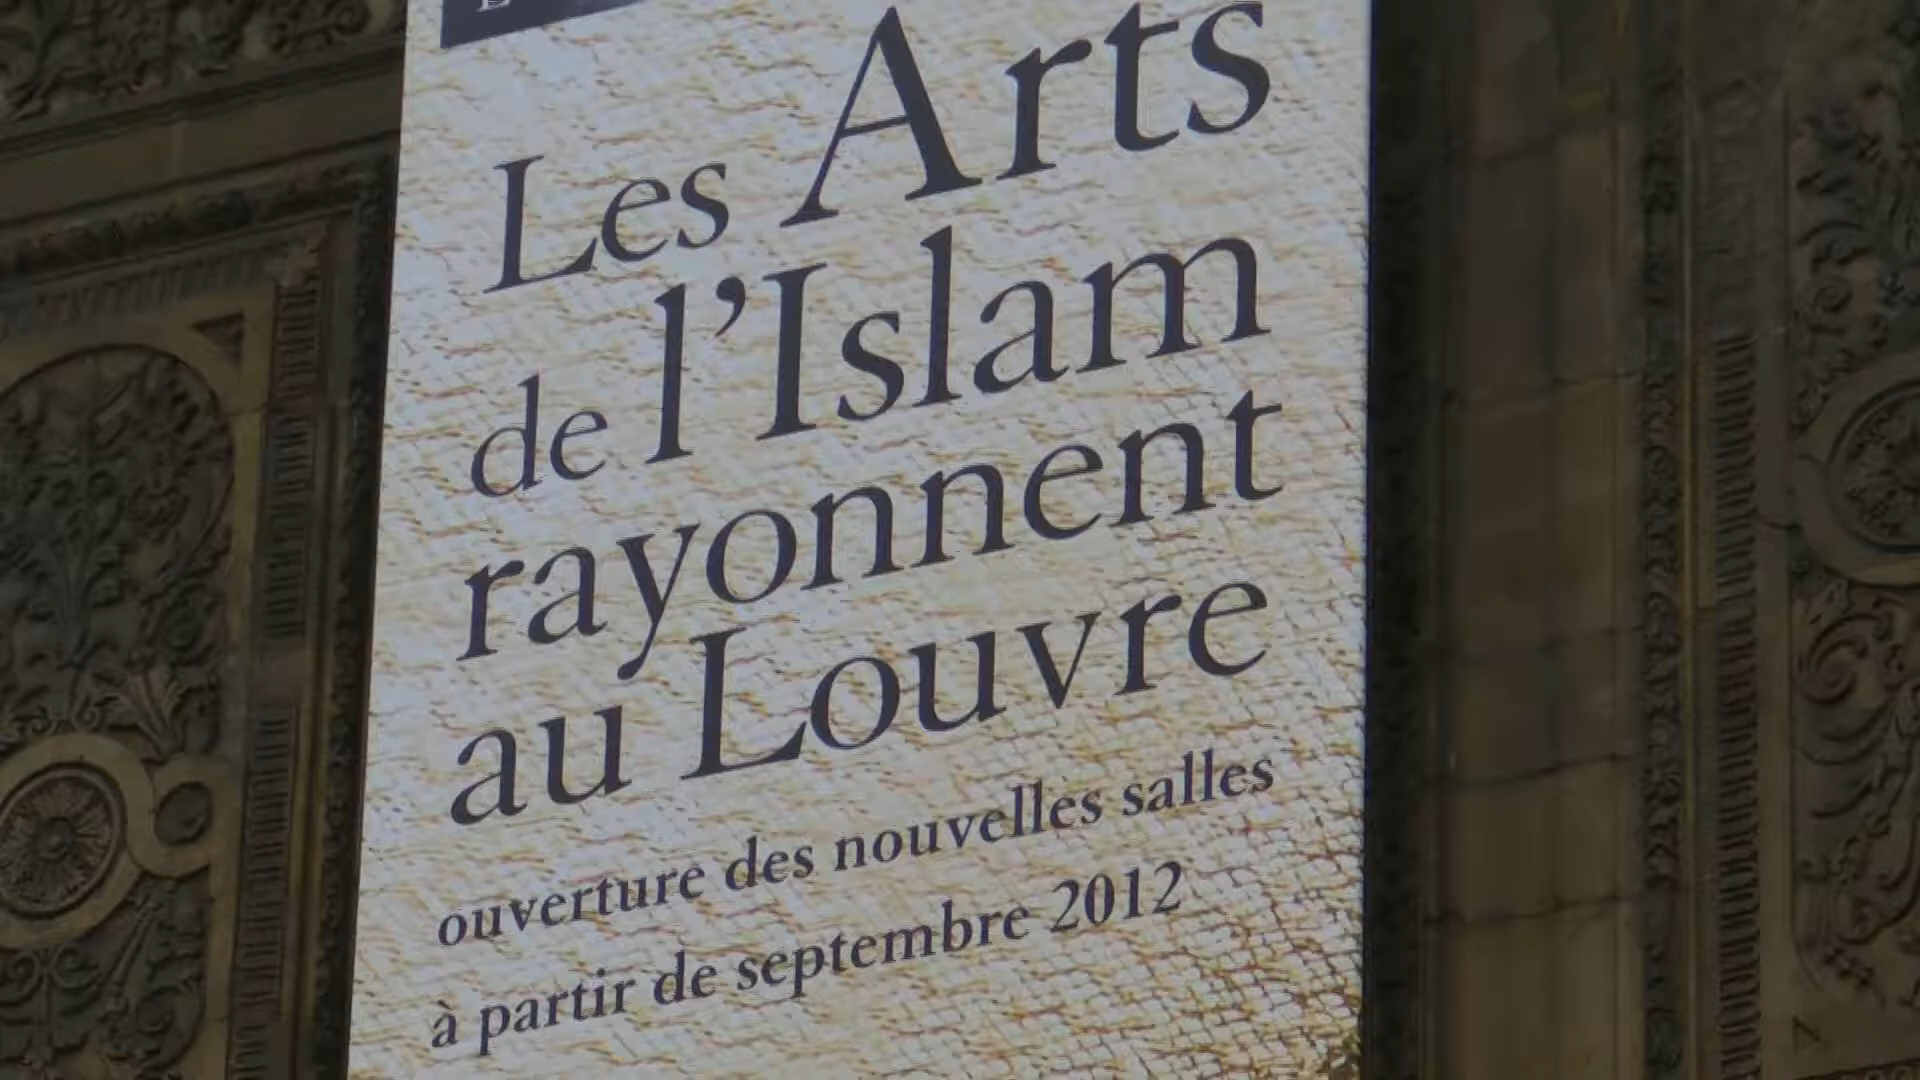 Les Arts
de l’Islam
rayonnent
au Louvre
ouverture des nouvelles salles
à partir de septembre 2012